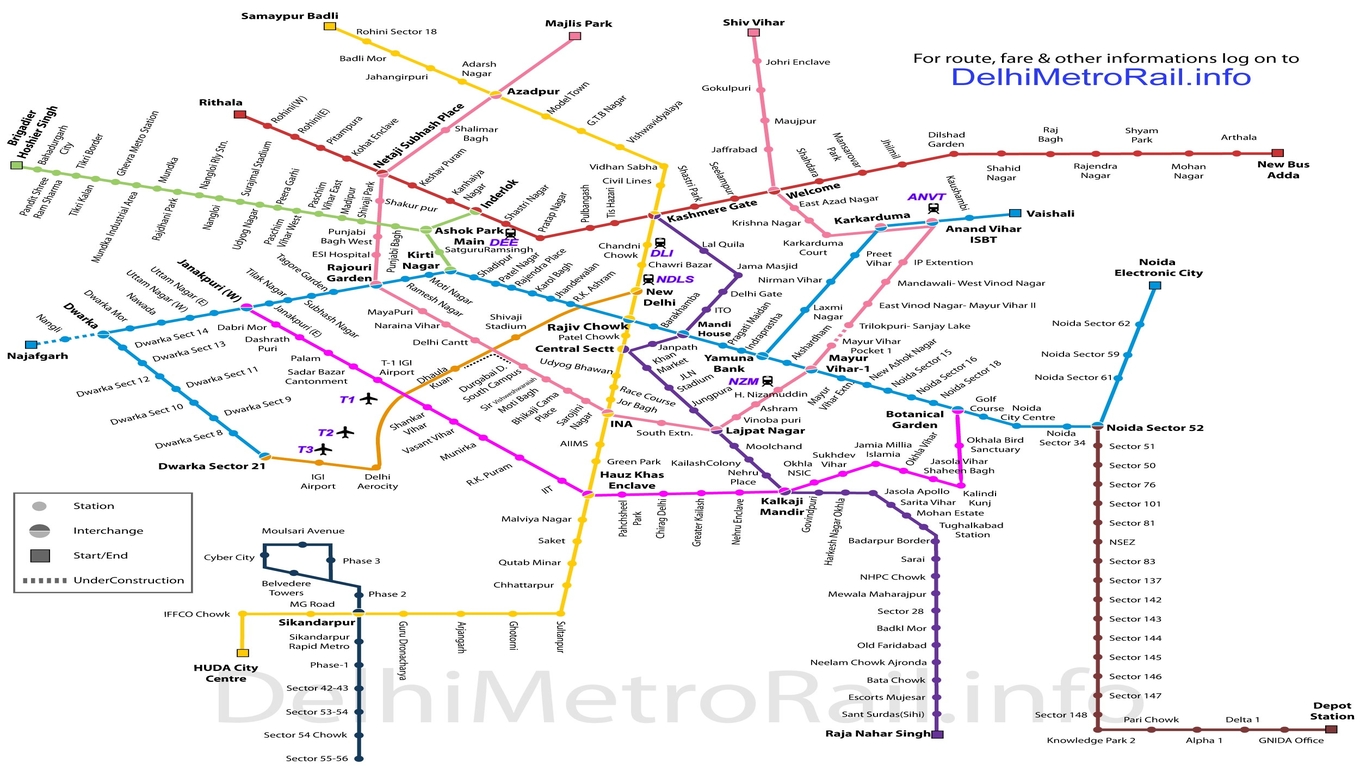 Samaypur Badli
Rohini Sector 18
Badli Mor
Jahangirpuri
Adarsh
Nagar
Azadpur
Model Town
G.T.B Nagar
Vishwavidyalaya
Vidhan Sabha
Civil Lines
Majlis Park
Shalimar
Bagh
Netaji Subhash Place
Shiv Vihar
Johri Enclave
Gokulpuri
Maujpur
Jaffrabad
For route, fare & other informations log on to
DelhiMetroRail.info
Rithala
Rohini(W)
Rohini(E)
Pitampura
Kohat Enclave
Keshav Puram
Kanhaiya
Nagar
Inderlok
Shastri Nagar
Pratap Nagar
Pulbangash
Tis Hazari
Kashmere Gate
Shastri Park
Seelampur
Welcome
Shahdara
Mansarovar
Park
Jhilmil
Dilshad
Garden
Shahid
Nagar
Raj
Bagh
Rajendra
Nagar
Shyam
Park
Mohan
Nagar
Arthala
New Bus
Adda
Brigadier
Hoshier Singh
Bahadurgarh
City
Pandit Shree
Ram Sharma
Tikri Border
Tikri Kalan
Ghevra Metro Station
Mundka Industrial Area
Mundka
Rajdhani Park
Nangloi Rly Stn.
Nangloi
Surajmal Stadium
Udyog Nagar
Peera Garhi
Paschim
Vihar West
Paschim
Vihar East
Madipur
Shivaji Park
Punjabi Bagh
Ashok Park
Main
DEE
SatguruRamsingh
Kirti
Nagar
Shakur pur
Punjabi
Bagh West
ESI Hospital
Rajouri
Garden
MayaPuri
Naraina Vihar
Delhi Cantt
Durgabai D.
South Campus
Sir Vishweshwaraiah
Moti Bagh
Bhikaji Cama
Place
Sarojini
Nagar
INA
South Extn.
Lajpat Nagar
Vinoba puri
Ashram
H. Nizamuddin
NZM
Mayur
Vihar-1
Mayur Vihar
Pocket 1
Trilokpuri- Sanjay Lake
East Vinod Nagar- Mayur Vihar II
Mandawali- West Vinod Nagar
IP Extention
ANVT
Anand Vihar
ISBT
Kaushambi
Vaishali
Karkarduma
Karkarduma
Court
Krishna Nagar
East Azad Nagar
Preet
Vihar
Nirman Vihar
Laxmi
Nagar
Yamuna
Bank
Najafgarh
Nangli
Dwarka
Dwarka Mor
Nawada
Uttam Nagar (W)
Uttam Nagar (E)
Janakpuri (W)
Janakpuri (E)
Tilak Nagar
Subhash Nagar
Tagore Garden
Ramesh Nagar
Moti Nagar
Shadipur
Patel Nagar
Rajendra Place
Karol Bagh
Jhandewalan
R.K. Ashram
Rajiv Chowk
Barakhamba
Mandi
House
Pragati Maidan
Indraprastha
Akshardham
Mayur
Vihar Extn
New Ashok Nagar
Noida Sector 15
Noida Sector 16
Noida Sector 18
Botanical
Garden
Golf
Course
Noida
City Centre
Noida
Sector 34
Noida Sector 52
Noida Sector 61
Noida Sector 59
Noida Sector 62
Noida
Electronic City
Dwarka Sector 14
Dwarka Sector 13
Dwarka Sector 12
Dwarka Sector 11
Dwarka Sector 10
Dwarka Sector 9
Dwarka Sector 8
Dwarka Sector 21
T1
T2
T3
IGI
Airport
Delhi
Aerocity
Dhaula
Kuan
Shivaji
Stadium
New
Delhi
NDLS
DLI
Chandni
Chowk
Chawri Bazar
Patel Chowk
Central Sectt
Udyog Bhawan
Race Course
Jor Bagh
AIIMS
Green Park
Hauz Khas
Enclave
Malviya Nagar
Saket
Qutab Minar
Chhattarpur
Sultanpur
Ghotorni
Arjangarh
Guru Dronacharya
Sikandarpur
MG Road
IFFCO Chowk
HUDA City
Centre
Lal Quila
Jama Masjid
Delhi Gate
ITO
Janpath
Khan
Market
JLN
Stadium
Jungpura
Moolchand
KailashColony
Nehru
Place
Kalkaji
Mandir
Govindpuri
Harkesh Nagar Okhla
Jasola Apollo
Sarita Vihar
Mohan Estate
Tughalkabad
Station
Badarpur Border
Sarai
NHPC Chowk
Mewala Maharajpur
Sector 28
Badkl Mor
Old Faridabad
Neelam Chowk Ajronda
Bata Chowk
Escorts Mujesar
Sant Surdas(Sihi)
Raja Nahar Singh
Dabri Mor
Dashrath
Puri
Palam
Sadar Bazar
Cantonment
T-1 IGI
Airport
Shankar
Vihar
Vasant Vihar
Munirka
R.K. Puram
IIT
Pahchsheel
Park
Chirag Delhi
Greater Kailash
Nehru Enclave
Okhla
NSIC
Sukhdev
Vihar
Jamia Millia
Islamia
Okhla Vihar
Jasola Vihar
Shaheen Bagh
Kalindi
Kunj
Okhala Bird
Sanctuary
Sector 51
Sector 50
Sector 76
Sector 101
Sector 81
NSEZ
Sector 83
Sector 137
Sector 142
Sector 143
Sector 144
Sector 145
Sector 146
Sector 147
Sector 148
Knowledge Park 2
Pari Chowk
Alpha 1
Delta 1
GNIDA Office
Depot
Station
Station
Interchange
Start/End
UnderConstruction
Moulsari Avenue
Cyber City
Phase 3
Belvedere
Towers
Phase 2
Sikandarpur
Rapid Metro
Phase-1
Sector 42-43
Sector 53-54
Sector 54 Chowk
Sector 55-56
DelhiMetroRail.info